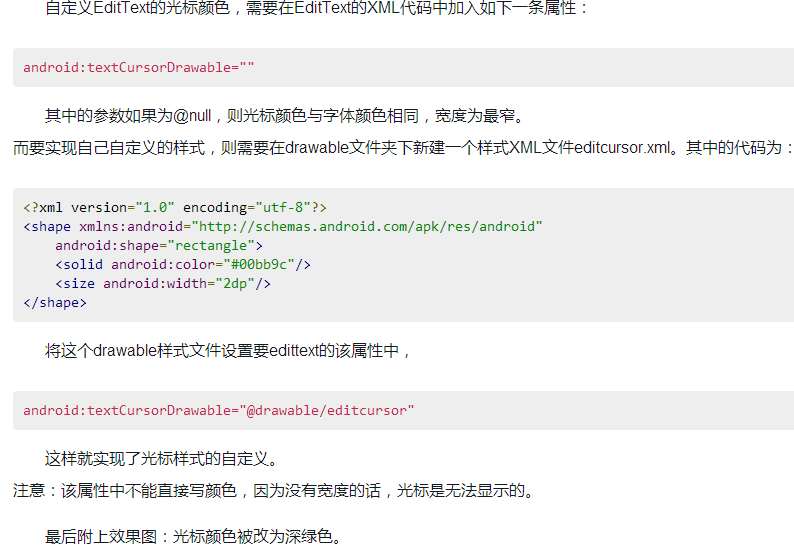 自定义EditText的光标颜色，需要在EditText的XML代码中加入如下一条属性：
android:textCursorDrawable=""
其中的参数如果为@null，则光标颜色与字体颜色相同，宽度为最窄。
而要实现自己自定义的样式，则需要在drawable文件夹下新建一个样式XML文件editcursor.xml。其中的代码为：
<?xml version="1.0" encoding="utf-8"?>
<shape xmlns:android="http://schemas.android.com/apk/res/android"
    android:shape="rectangle">
    <solid android:color="#00bb9c"/>
    <size android:width="2dp"/>
</shape>
将这个drawable样式文件设置要edittext的该属性中，
android:textCursorDrawable="@drawable/editcursor"
这样就实现了光标样式的自定义。
注意：该属性中不能直接写颜色，因为没有宽度的话，光标是无法显示的。
最后附上效果图：光标颜色被改为深绿色。